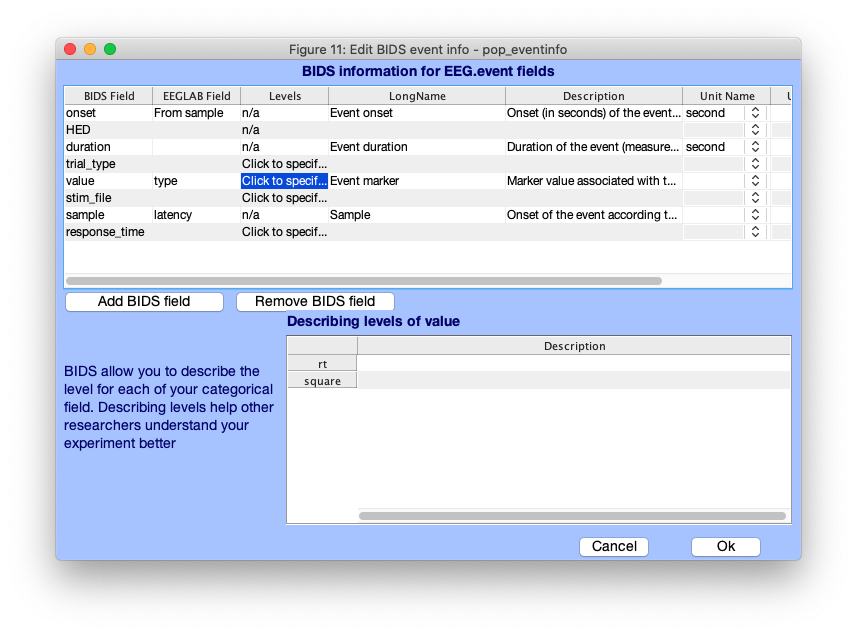 Figure 11: Edit BIDS event info - pop_eventinfo
BIDS information for EEG.event fields
BIDS Field EEGLAB Field Levels LongName Description Unit Name
onset From sample n/a Event onset Onset (in seconds) of the event... second
HED n/a
duration n/a Event duration Duration of the event (measure... second
trial_type Click to specif...
value type Click to specif... Event marker Marker value associated with t...
stim_file Click to specif...
sample latency n/a Sample Onset of the event according t...
response_time Click to specif...
Add BIDS field Remove BIDS field
Describing levels of value
Description
rt
square
BIDS allow you to describe the
level for each of your categorical
field. Describing levels help other
researchers understand your
experiment better
Cancel Ok